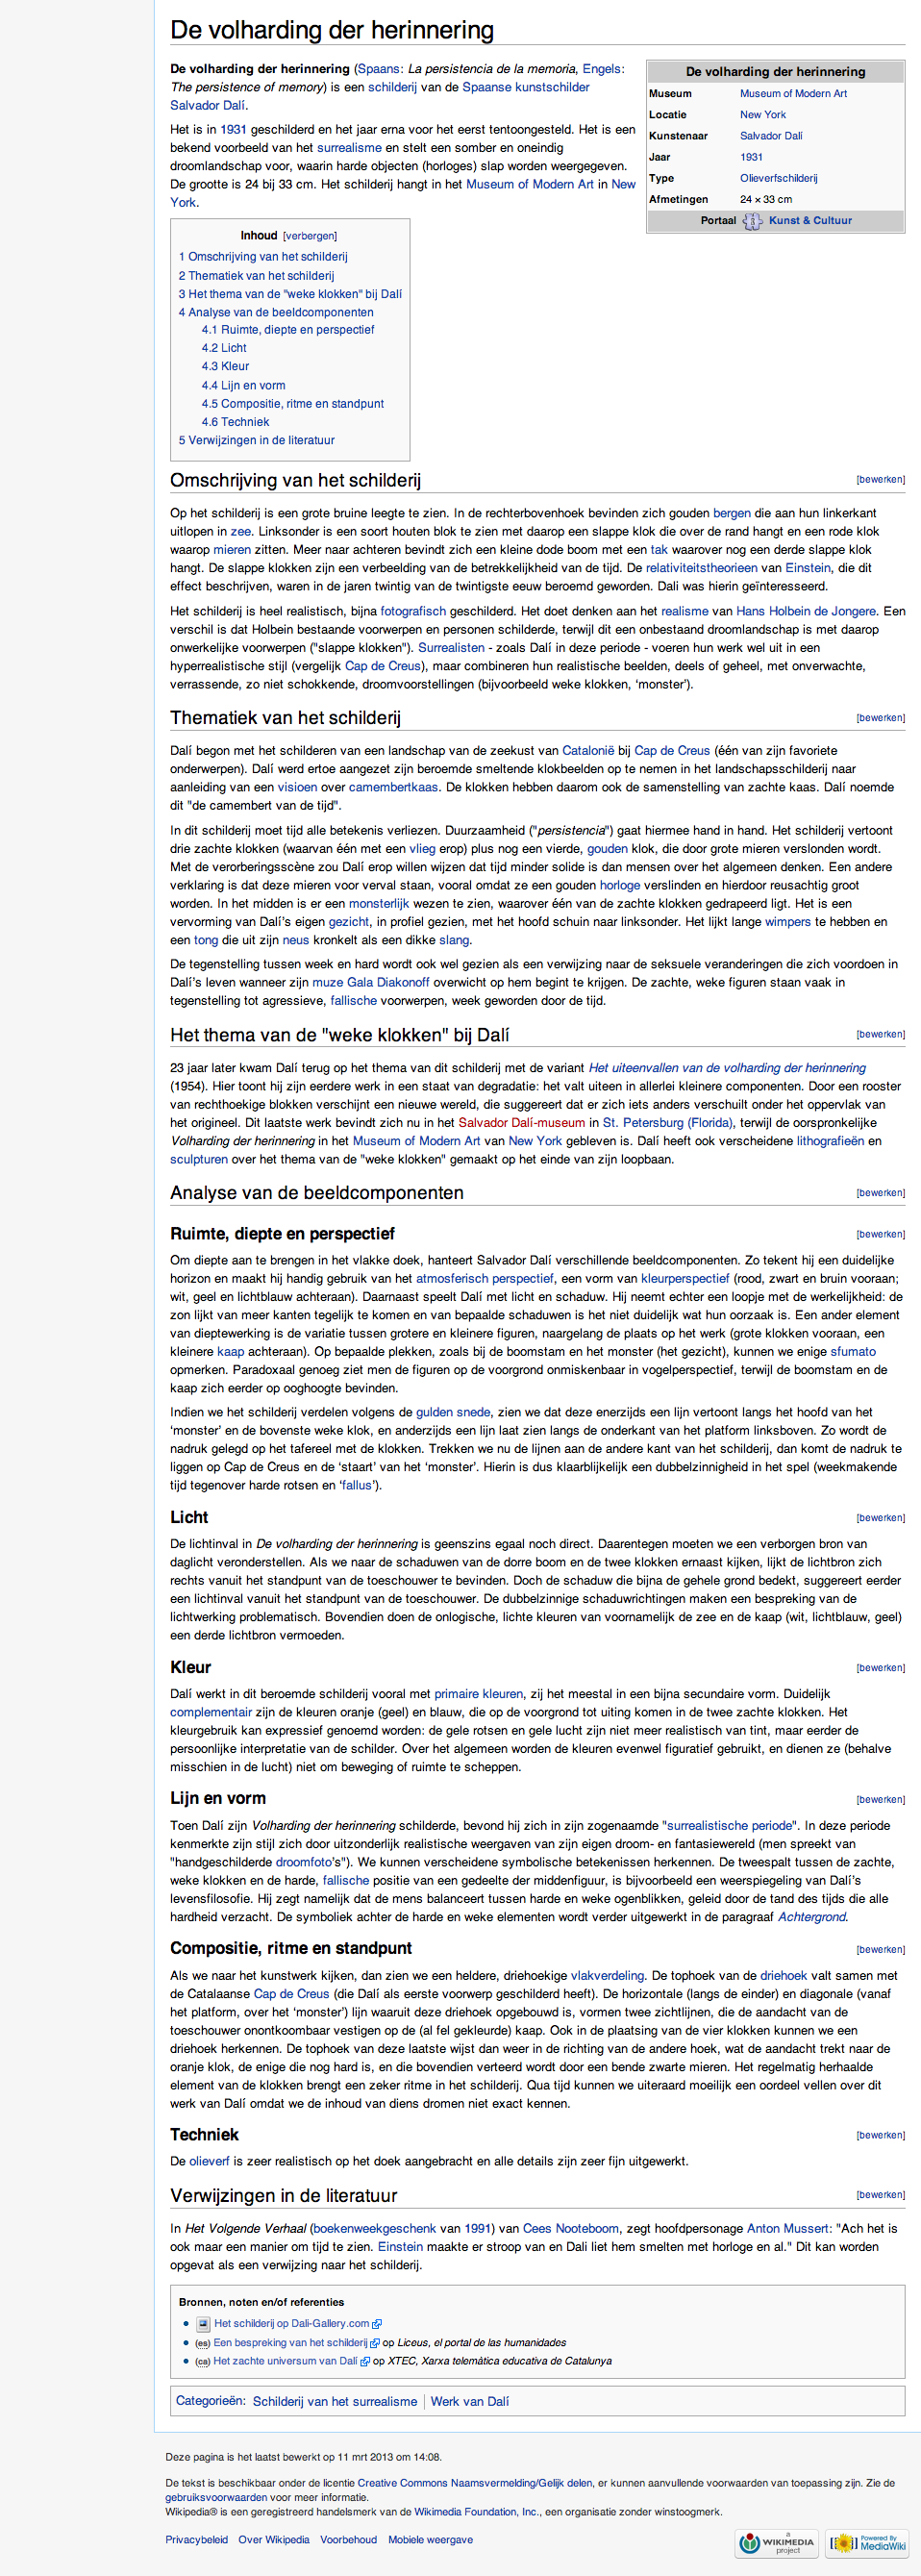 De volharding der herinnering
De volharding der herinnering (Spaans: La persistencia de la memoria, Engels:
The persistence of memory) is een schilderij van de Spaanse kunstschilder
Salvador Dalí.
Het is in 1931 geschilderd en het jaar erna voor het eerst tentoongesteld. Het is een
bekend voorbeeld van het surrealisme en stelt een somber en oneindig
droomlandschap voor, waarin harde objecten (horloges) slap worden weergegeven.
De grootte is 24 bij 33 cm. Het schilderij hangt in het Museum of Modern Art in New
York.
De volharding der herinnering
Museum Museum of Modern Art
Locatie New York
Kunstenaar Salvador Dalí
Jaar 1931
Type Olieverfschilderij
Afmetingen 24 × 33 cm
Portaal Kunst & Cultuur
Inhoud [verbergen]
1 Omschrijving van het schilderij
2 Thematiek van het schilderij
3 Het thema van de "weke klokken" bij Dalí
4 Analyse van de beeldcomponenten
4.1 Ruimte, diepte en perspectief
4.2 Licht
4.3 Kleur
4.4 Lijn en vorm
4.5 Compositie, ritme en standpunt
4.6 Techniek
5 Verwijzingen in de literatuur
Omschrijving van het schilderij [bewerken]
Op het schilderij is een grote bruine leegte te zien. In de rechterbovenhoek bevinden zich gouden bergen die aan hun linkerkant
uitlopen in zee. Linksonder is een soort houten blok te zien met daarop een slappe klok die over de rand hangt en een rode klok
waarop mieren zitten. Meer naar achteren bevindt zich een kleine dode boom met een tak waarover nog een derde slappe klok
hangt. De slappe klokken zijn een verbeelding van de betrekkelijkheid van de tijd. De relativiteitstheorieen van Einstein, die dit
effect beschrijven, waren in de jaren twintig van de twintigste eeuw beroemd geworden. Dali was hierin geïnteresseerd.
Het schilderij is heel realistisch, bijna fotografisch geschilderd. Het doet denken aan het realisme van Hans Holbein de Jongere. Een
verschil is dat Holbein bestaande voorwerpen en personen schilderde, terwijl dit een onbestaand droomlandschap is met daarop
onwerkelijke voorwerpen ("slappe klokken"). Surrealisten - zoals Dalí in deze periode - voeren hun werk wel uit in een
hyperrealistische stijl (vergelijk Cap de Creus), maar combineren hun realistische beelden, deels of geheel, met onverwachte,
verrassende, zo niet schokkende, droomvoorstellingen (bijvoorbeeld weke klokken, ‘monster’).
Thematiek van het schilderij [bewerken]
Dalí begon met het schilderen van een landschap van de zeekust van Catalonië bij Cap de Creus (één van zijn favoriete
onderwerpen). Dalí werd ertoe aangezet zijn beroemde smeltende klokbeelden op te nemen in het landschapsschilderij naar
aanleiding van een visioen over camembertkaas. De klokken hebben daarom ook de samenstelling van zachte kaas. Dalí noemde
dit "de camembert van de tijd".
In dit schilderij moet tijd alle betekenis verliezen. Duurzaamheid ("persistencia") gaat hiermee hand in hand. Het schilderij vertoont
drie zachte klokken (waarvan één met een vlieg erop) plus nog een vierde, gouden klok, die door grote mieren verslonden wordt.
Met de verorberingsscène zou Dalí erop willen wijzen dat tijd minder solide is dan mensen over het algemeen denken. Een andere
verklaring is dat deze mieren voor verval staan, vooral omdat ze een gouden horloge verslinden en hierdoor reusachtig groot
worden. In het midden is er een monsterlijk wezen te zien, waarover één van de zachte klokken gedrapeerd ligt. Het is een
vervorming van Dalí’s eigen gezicht, in profiel gezien, met het hoofd schuin naar linksonder. Het lijkt lange wimpers te hebben en
een tong die uit zijn neus kronkelt als een dikke slang.
De tegenstelling tussen week en hard wordt ook wel gezien als een verwijzing naar de seksuele veranderingen die zich voordoen in
Dalí’s leven wanneer zijn muze Gala Diakonoff overwicht op hem begint te krijgen. De zachte, weke figuren staan vaak in
tegenstelling tot agressieve, fallische voorwerpen, week geworden door de tijd.
Het thema van de "weke klokken" bij Dalí [bewerken]
23 jaar later kwam Dalí terug op het thema van dit schilderij met de variant Het uiteenvallen van de volharding der herinnering
(1954). Hier toont hij zijn eerdere werk in een staat van degradatie: het valt uiteen in allerlei kleinere componenten. Door een rooster
van rechthoekige blokken verschijnt een nieuwe wereld, die suggereert dat er zich iets anders verschuilt onder het oppervlak van
het origineel. Dit laatste werk bevindt zich nu in het Salvador Dalí-museum in St. Petersburg (Florida), terwijl de oorspronkelijke
Volharding der herinnering in het Museum of Modern Art van New York gebleven is. Dalí heeft ook verscheidene lithografieën en
sculpturen over het thema van de "weke klokken" gemaakt op het einde van zijn loopbaan.
Analyse van de beeldcomponenten [bewerken]
Ruimte, diepte en perspectief [bewerken]
Om diepte aan te brengen in het vlakke doek, hanteert Salvador Dalí verschillende beeldcomponenten. Zo tekent hij een duidelijke
horizon en maakt hij handig gebruik van het atmosferisch perspectief, een vorm van kleurperspectief (rood, zwart en bruin vooraan;
wit, geel en lichtblauw achteraan). Daarnaast speelt Dalí met licht en schaduw. Hij neemt echter een loopje met de werkelijkheid: de
zon lijkt van meer kanten tegelijk te komen en van bepaalde schaduwen is het niet duidelijk wat hun oorzaak is. Een ander element
van dieptewerking is de variatie tussen grotere en kleinere figuren, naargelang de plaats op het werk (grote klokken vooraan, een
kleinere kaap achteraan). Op bepaalde plekken, zoals bij de boomstam en het monster (het gezicht), kunnen we enige sfumato
opmerken. Paradoxaal genoeg ziet men de figuren op de voorgrond onmiskenbaar in vogelperspectief, terwijl de boomstam en de
kaap zich eerder op ooghoogte bevinden.
Indien we het schilderij verdelen volgens de gulden snede, zien we dat deze enerzijds een lijn vertoont langs het hoofd van het
‘monster’ en de bovenste weke klok, en anderzijds een lijn laat zien langs de onderkant van het platform linksboven. Zo wordt de
nadruk gelegd op het tafereel met de klokken. Trekken we nu de lijnen aan de andere kant van het schilderij, dan komt de nadruk te
liggen op Cap de Creus en de ‘staart’ van het ‘monster’. Hierin is dus klaarblijkelijk een dubbelzinnigheid in het spel (weekmakende
tijd tegenover harde rotsen en ‘fallus’).
Licht [bewerken]
De lichtinval in De volharding der herinnering is geenszins egaal noch direct. Daarentegen moeten we een verborgen bron van
daglicht veronderstellen. Als we naar de schaduwen van de dorre boom en de twee klokken ernaast kijken, lijkt de lichtbron zich
rechts vanuit het standpunt van de toeschouwer te bevinden. Doch de schaduw die bijna de gehele grond bedekt, suggereert eerder
een lichtinval vanuit het standpunt van de toeschouwer. De dubbelzinnige schaduwrichtingen maken een bespreking van de
lichtwerking problematisch. Bovendien doen de onlogische, lichte kleuren van voornamelijk de zee en de kaap (wit, lichtblauw, geel)
een derde lichtbron vermoeden.
Kleur [bewerken]
Dalí werkt in dit beroemde schilderij vooral met primaire kleuren, zij het meestal in een bijna secundaire vorm. Duidelijk
complementair zijn de kleuren oranje (geel) en blauw, die op de voorgrond tot uiting komen in de twee zachte klokken. Het
kleurgebruik kan expressief genoemd worden: de gele rotsen en gele lucht zijn niet meer realistisch van tint, maar eerder de
persoonlijke interpretatie van de schilder. Over het algemeen worden de kleuren evenwel figuratief gebruikt, en dienen ze (behalve
misschien in de lucht) niet om beweging of ruimte te scheppen.
Lijn en vorm [bewerken]
Toen Dalí zijn Volharding der herinnering schilderde, bevond hij zich in zijn zogenaamde "surrealistische periode". In deze periode
kenmerkte zijn stijl zich door uitzonderlijk realistische weergaven van zijn eigen droom- en fantasiewereld (men spreekt van
"handgeschilderde droomfoto’s"). We kunnen verscheidene symbolische betekenissen herkennen. De tweespalt tussen de zachte,
weke klokken en de harde, fallische positie van een gedeelte der middenfiguur, is bijvoorbeeld een weerspiegeling van Dalí’s
levensfilosofie. Hij zegt namelijk dat de mens balanceert tussen harde en weke ogenblikken, geleid door de tand des tijds die alle
hardheid verzacht. De symboliek achter de harde en weke elementen wordt verder uitgewerkt in de paragraaf Achtergrond.
Compositie, ritme en standpunt [bewerken]
Als we naar het kunstwerk kijken, dan zien we een heldere, driehoekige vlakverdeling. De tophoek van de driehoek valt samen met
de Catalaanse Cap de Creus (die Dalí als eerste voorwerp geschilderd heeft). De horizontale (langs de einder) en diagonale (vanaf
het platform, over het ‘monster’) lijn waaruit deze driehoek opgebouwd is, vormen twee zichtlijnen, die de aandacht van de
toeschouwer onontkoombaar vestigen op de (al fel gekleurde) kaap. Ook in de plaatsing van de vier klokken kunnen we een
driehoek herkennen. De tophoek van deze laatste wijst dan weer in de richting van de andere hoek, wat de aandacht trekt naar de
oranje klok, de enige die nog hard is, en die bovendien verteerd wordt door een bende zwarte mieren. Het regelmatig herhaalde
element van de klokken brengt een zeker ritme in het schilderij. Qua tijd kunnen we uiteraard moeilijk een oordeel vellen over dit
werk van Dalí omdat we de inhoud van diens dromen niet exact kennen.
Techniek [bewerken]
De olieverf is zeer realistisch op het doek aangebracht en alle details zijn zeer fijn uitgewerkt.
Verwijzingen in de literatuur [bewerken]
In Het Volgende Verhaal (boekenweekgeschenk van 1991) van Cees Nooteboom, zegt hoofdpersonage Anton Mussert: "Ach het is
ook maar een manier om tijd te zien. Einstein maakte er stroop van en Dali liet hem smelten met horloge en al." Dit kan worden
opgevat als een verwijzing naar het schilderij.
Bronnen, noten en/of referenties
Het schilderij op Dali-Gallery.com
(es) Een bespreking van het schilderij op Liceus, el portal de las humanidades
(ca) Het zachte universum van Dalí op XTEC, Xarxa telemàtica educativa de Catalunya
Categorieën: Schilderij van het surrealisme | Werk van Dalí
Deze pagina is het laatst bewerkt op 11 mrt 2013 om 14:08.
De tekst is beschikbaar onder de licentie Creative Commons Naamsvermelding/Gelijk delen, er kunnen aanvullende voorwaarden van toepassing zijn. Zie de
gebruiksvoorwaarden voor meer informatie.
Wikipedia® is een geregistreerd handelsmerk van de Wikimedia Foundation, Inc., een organisatie zonder winstoogmerk.
Privacybeleid Over Wikipedia Voorbehoud Mobiele weergave
a
WIKIMEDIA
project
Powered By
MediaWiki